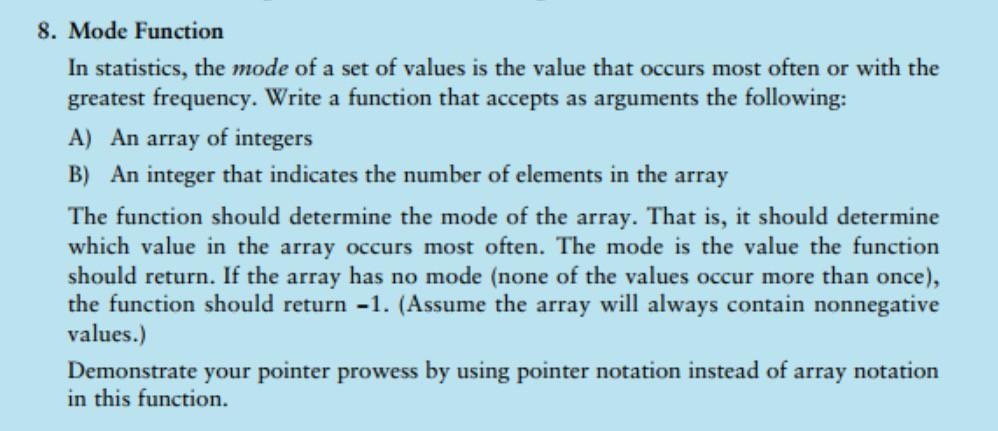 8. Mode Function
In statistics, the mode of a set of values is the value that occurs most often or with the
greatest frequency. Write a function that accepts as arguments the following:
A) An array of integers
B) An integer that indicates the number of elements in the array
The function should determine the mode of the array. That is, it should determine
which value in the array occurs most often. The mode is the value the function
should return. If the array has no mode (none of the values occur more than once),
the function should return −1. (Assume the array will always contain nonnegative
values.)
Demonstrate your pointer prowess by using pointer notation instead of array notation
in this function.